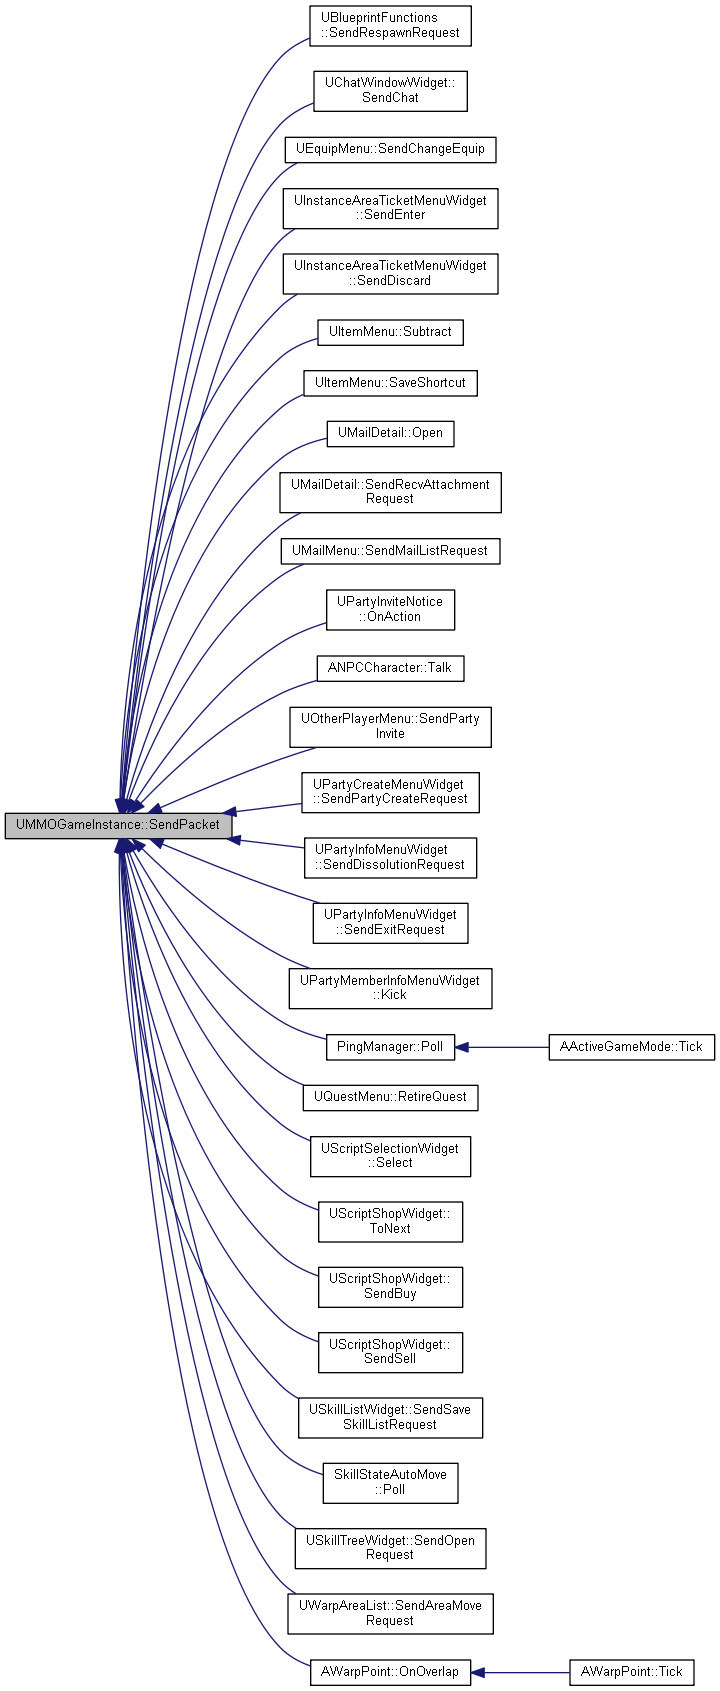 UBlueprintFunctions
::SendRespawnRequest
UChatWindowWidget::
SendChat
UEquipMenu::SendChangeEquip
UInstanceAreaTicketMenuWidget
::SendEnter
UInstanceAreaTicketMenuWidget
::SendDiscard
UItemMenu::Subtract
UItemMenu::SaveShortcut
UMailDetail::Open
UMailDetail::SendRecvAttachment
Request
UMailMenu::SendMailListRequest
UPartyInviteNotice
::OnAction
ANPCCharacter::Talk
UOtherPlayerMenu::SendParty
Invite
UPartyCreateMenuWidget
::SendPartyCreateRequest
UMMOGameInstance::SendPacket
UPartyInfoMenuWidget
::SendDissolutionRequest
UPartyInfoMenuWidget
::SendExitRequest
UPartyMemberInfoMenuWidget
::Kick
PingManager::Poll
AActiveGameMode::Tick
UQuestMenu::RetireQuest
UScriptSelectionWidget
::Select
UScriptShopWidget::
ToNext
UScriptShopWidget::
SendBuy
UScriptShopWidget::
SendSell
USkillListWidget::SendSave
SkillListRequest
SkillStateAutoMove
::Poll
USkillTreeWidget::SendOpen
Request
UWarpAreaList::SendAreaMove
Request
AWarpPoint::OnOverlap
AWarpPoint::Tick